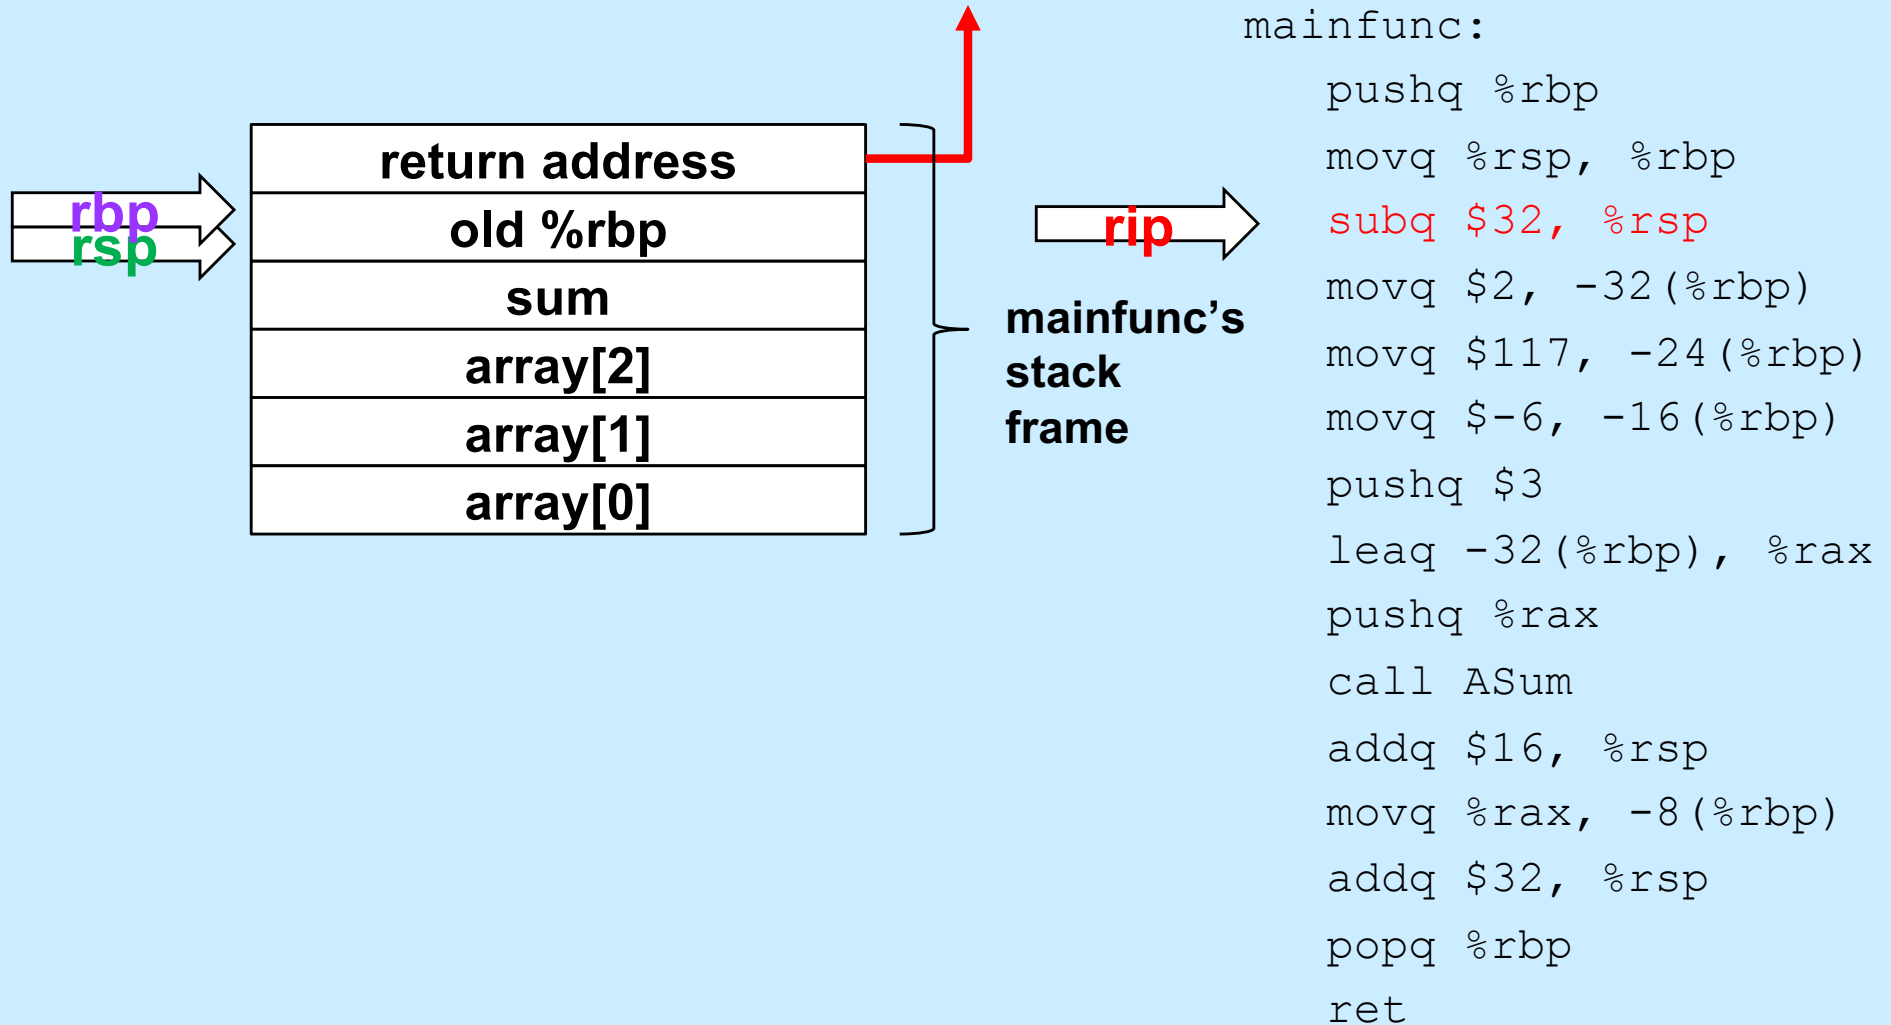 return address
old %rbp
sum
array[2]
array[1]
array[0]
rbp
rsp
mainfunc’s
stack
frame
rip
mainfunc:
pushq %rbp
movq %rsp, %rbp
subq $32, %rsp
movq $2, -32(%rbp)
movq $117, -24(%rbp)
movq $-6, -16(%rbp)
pushq $3
leaq -32(%rbp), %rax
pushq %rax
call ASum
addq $16, %rsp
movq %rax, -8(%rbp)
addq $32, %rsp
popq %rbp
ret